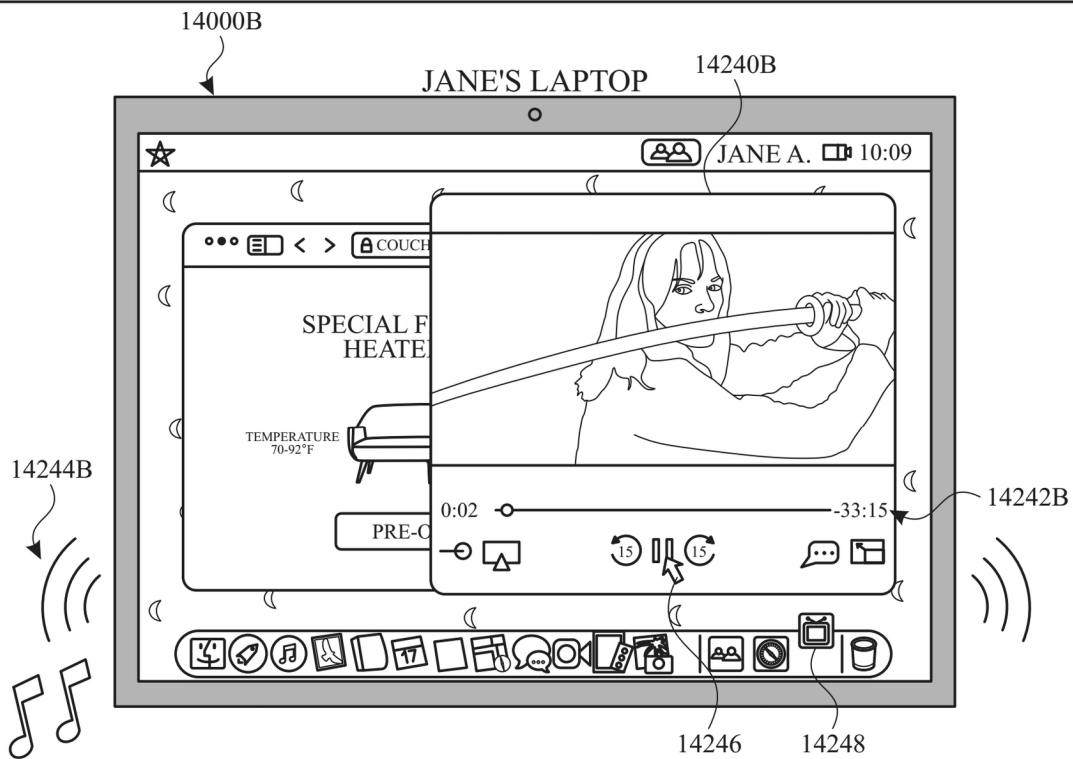 14000B
JANE'S LAPTOP
14240B
JANE A. 10:09
COUCH
SPECIAL F
HEATE
TEMPERATURE
70-92°F
PRE-O
0:02 -33:15
15 15
17
14244B
14242B
14246
14248